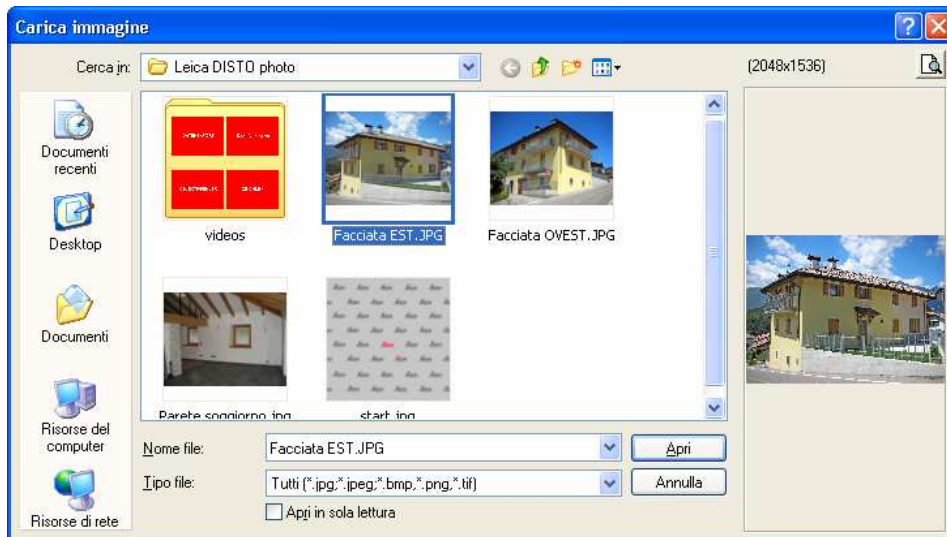 Carica immagine
Cerca in:
Leica DISTO photo
(2048x1536)
Documenti
recenti
Desktop
Documenti
Risorse del
computer
Risorse di rete
videos
Facciata EST.JPG
Facciata OVEST.JPG
Parete soggiorno.jpg
start.jpg
Nome file:
Facciata EST.JPG
Apri
Tipo file:
Tutti (*.jpg;*.jpeg;*.bmp,*.png,*.tif)
Annulla
Apri in sola lettura